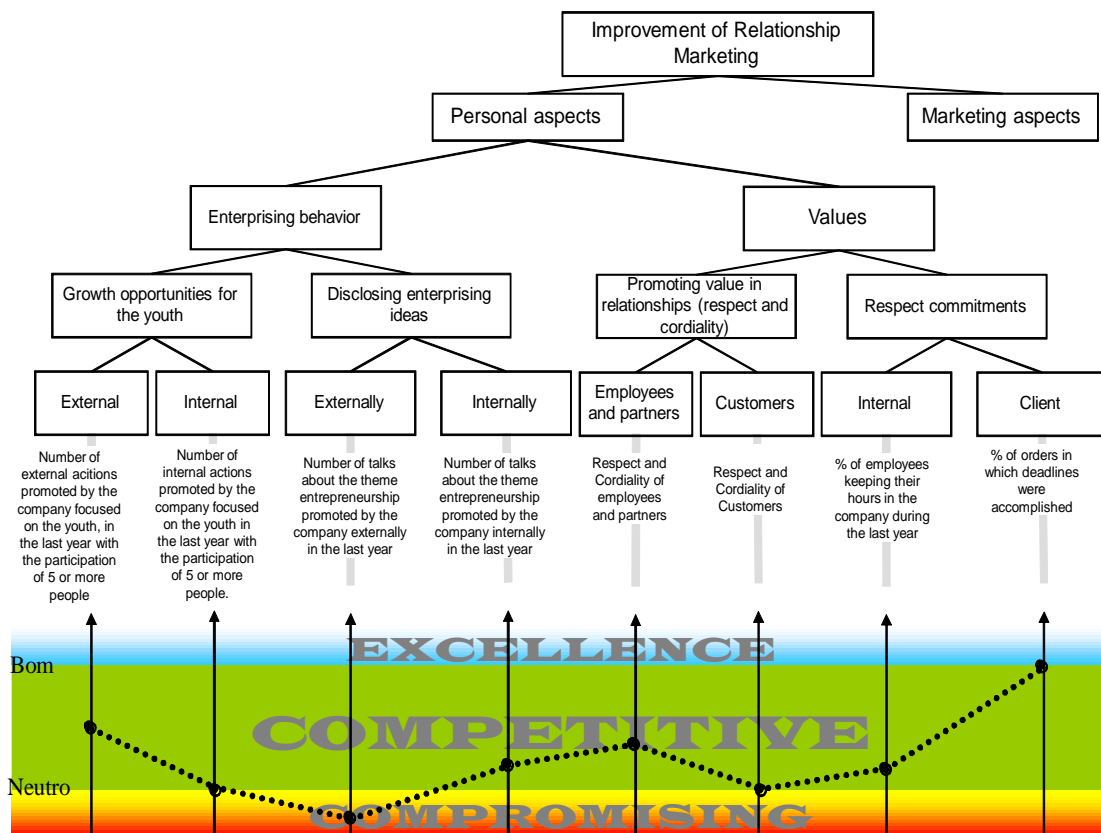 Improvement of Relationship
Marketing
Personal aspects
Marketing aspects
Enterprising behavior
Values
Growth opportunities for
the youth
Disclosing enterprising
ideas
Promoting value in
relationships (respect and
cordiality)
Respect commitments
External
Internal
Externally
Internally
Employees
and partners
Customers
Internal
Client
Number of
external acitions
promoted by the
company focused
on the youth, in
the last year with
the participation
of 5 or more
people
Number of
internal actions
promoted by the
company focused
on the youth in
the last year with
the participation
of 5 or more
people.
Number of talks
about the theme
entrepreneurship
promoted by the
company externally
in the last year
Number of talks
about the theme
entrepreneurship
promoted by the
company internally
in the last year
Respect and
Cordiality of
employees
and partners
Respect and
Cordiality of
Customers
% of employees
keeping their
hours in the
company during
the last year
% of orders in
which deadlines
were
accomplished
EXCELLENCE
Bom
COMPETITIVE
Neutro
COMPROMISING